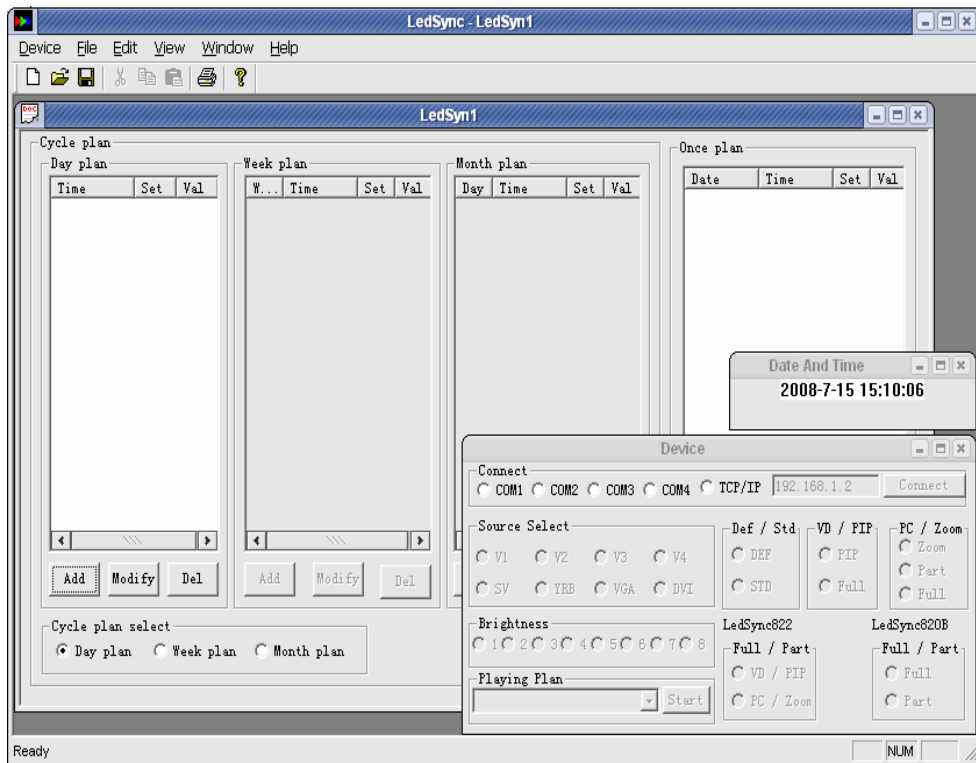 LedSync - LedSyn1
Device File Edit View Window Help
DOC
LedSyn1
Cycle plan
Day plan
Time Set Val
Add Modify Del
Week plan
W... Time Set Val
Add Modify Del
Month plan
Day Time Set Val
Once plan
Date Time Set Val
Cycle plan select
Day plan Week plan Month plan
Date And Time
2008-7-15 15:10:06
Device
Connect
COM1 COM2 COM3 COM4 TCP/IP 192.168.1.2 Connect
Source Select
V1 V2 V3 V4
SV YRB VGA DVI
Def / Std
DEF
STD
VD / PIP
PIP
Full
PC / Zoom
Zoom
Part
Full
Brightness
1 2 3 4 5 6 7 8
Playing Plan
Start
LedSync822
Full / Part
VD / PIP
PC / Zoom
LedSync820B
Full / Part
Full
Part
Ready
NUM